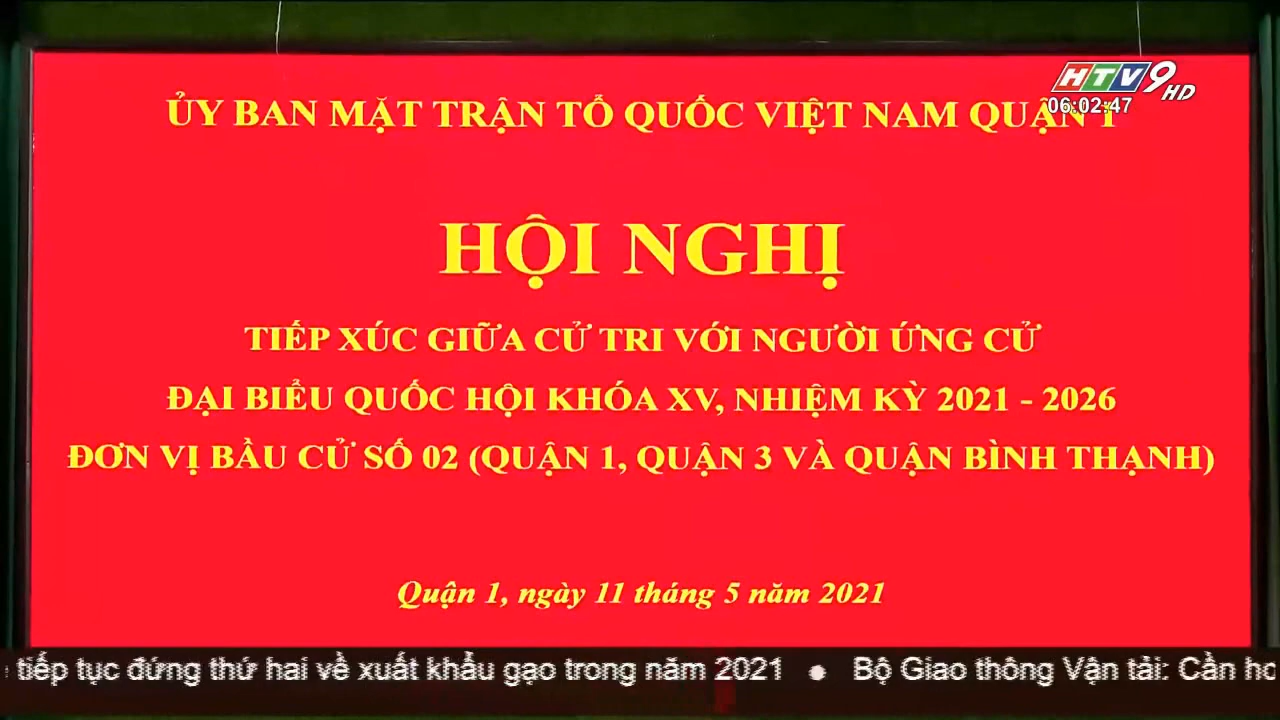 HTV9 HD
06:02:47
ỦY BAN MẶT TRẬN TỔ QUỐC VIỆT NAM QUẬN 1
HỘI NGHỊ
TIẾP XÚC GIỮA CỬ TRI VỚI NGƯỜI ỨNG CỬ
ĐẠI BIỂU QUỐC HỘI KHÓA XV, NHIỆM KỲ 2021 - 2026
ĐƠN VỊ BẦU CỬ SỐ 02 (QUẬN 1, QUẬN 3 VÀ QUẬN BÌNH THẠNH)
Quận 1, ngày 11 tháng 5 năm 2021
tiếp tục đứng thứ hai về xuất khẩu gạo trong năm 2021 ● Bộ Giao thông Vận tải: Cần